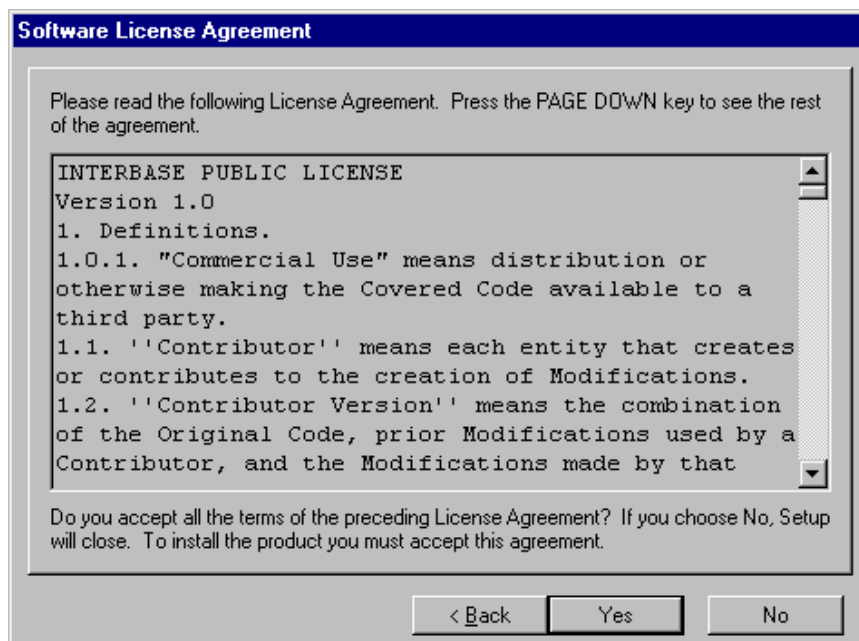 Software License Agreement
Please read the following License Agreement.  Press the PAGE DOWN key to see the rest
of the agreement.
INTERBASE PUBLIC LICENSE
Version 1.0
1. Definitions.
1.0.1. "Commercial Use" means distribution or
otherwise making the Covered Code available to a
third party.
1.1. ''Contributor'' means each entity that creates
or contributes to the creation of Modifications.
1.2. ''Contributor Version'' means the combination
of the Original Code, prior Modifications used by a
Contributor, and the Modifications made by that
Do you accept all the terms of the preceding License Agreement?  If you choose No, Setup
will close.  To install the product you must accept this agreement.
< Back
Yes
No